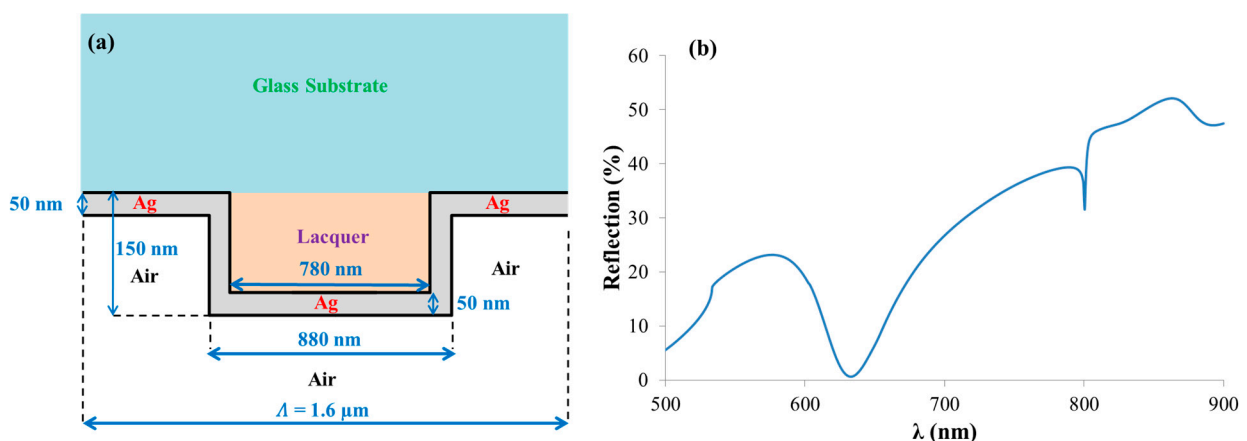 (a)
Glass Substrate
50 nm
Ag
Ag
Lacquer
150 nm
Air
780 nm
Air
Ag
50 nm
880 nm
Air
Λ = 1.6 μm
(b)
Reflection (%)
60
50
40
30
20
10
0
500
600
700
800
900
λ (nm)